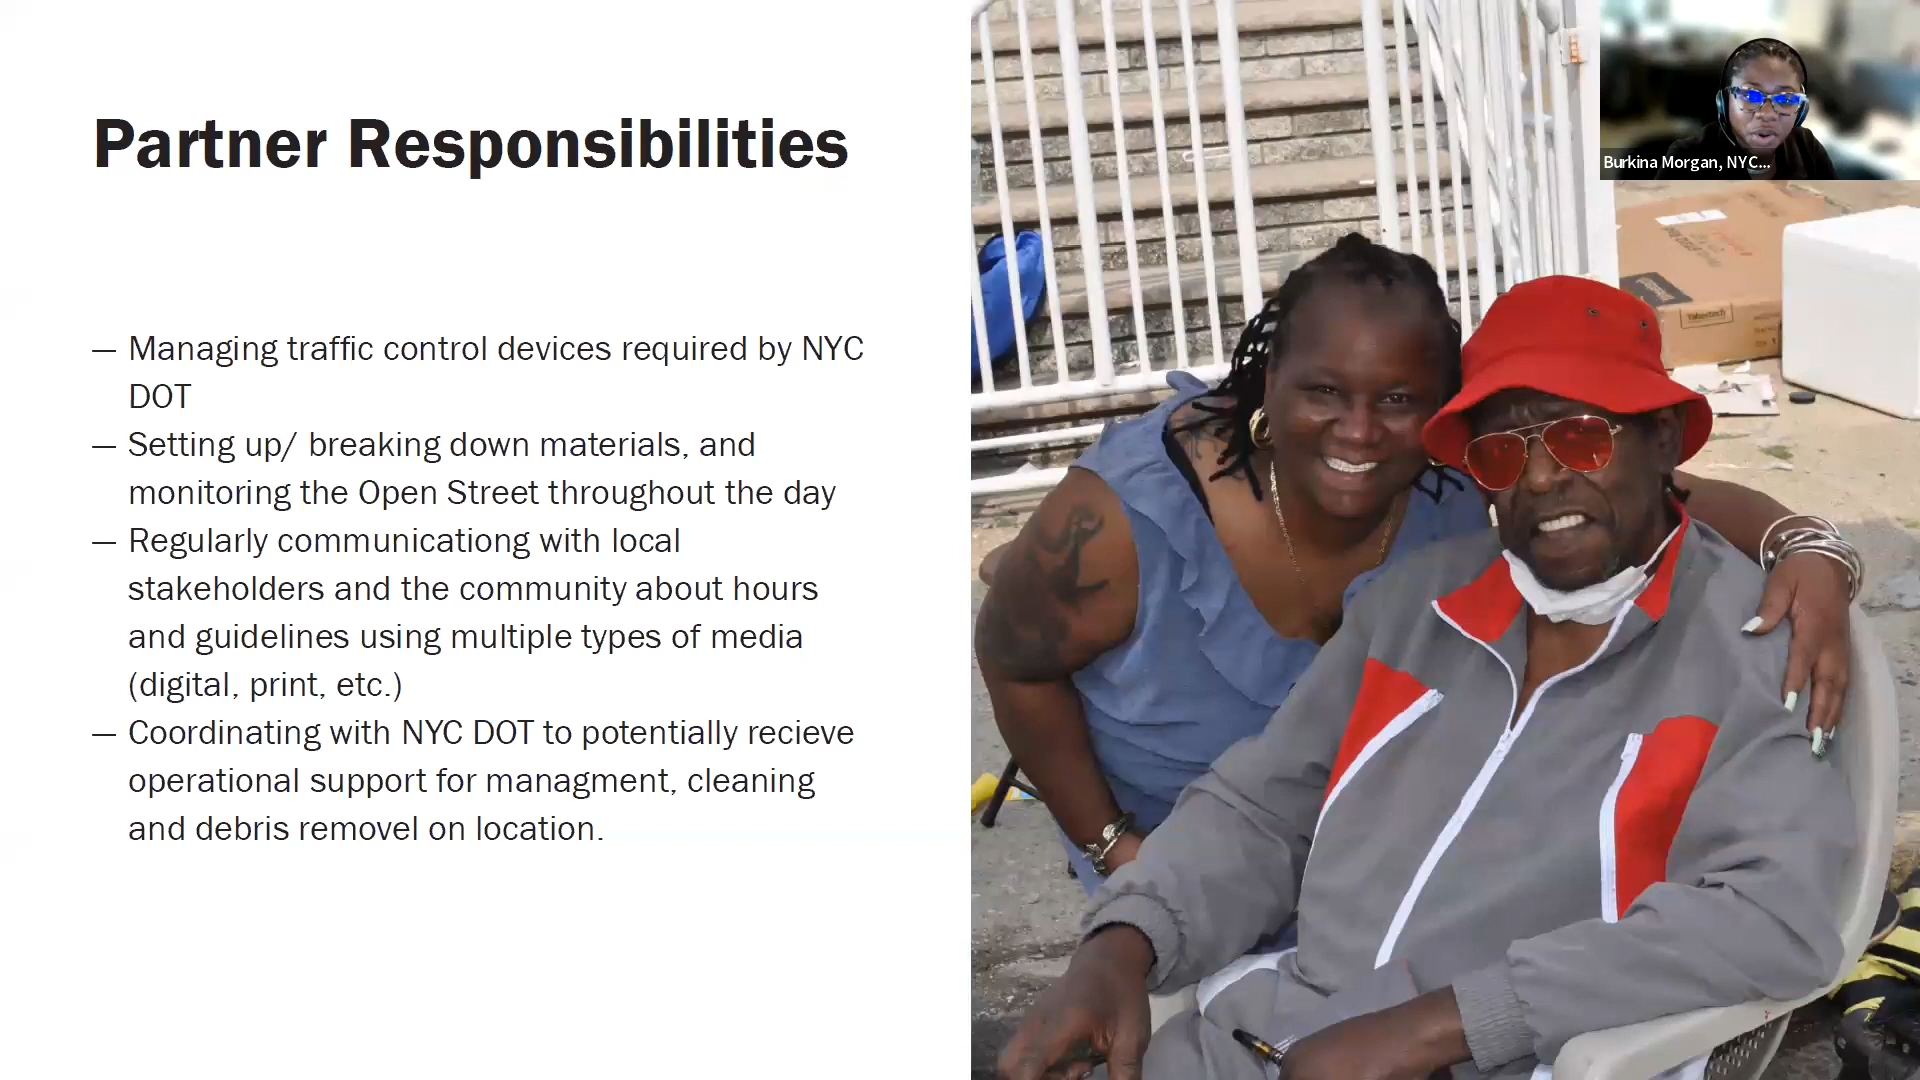 Partner Responsibilities
— Managing traffic control devices required by NYC
DOT
— Setting up/ breaking down materials, and
monitoring the Open Street throughout the day
— Regularly communicationg with local
stakeholders and the community about hours
and guidelines using multiple types of media
(digital, print, etc.)
— Coordinating with NYC DOT to potentially recieve
operational support for managment, cleaning
and debris removel on location.
Burkina Morgan, NYC...